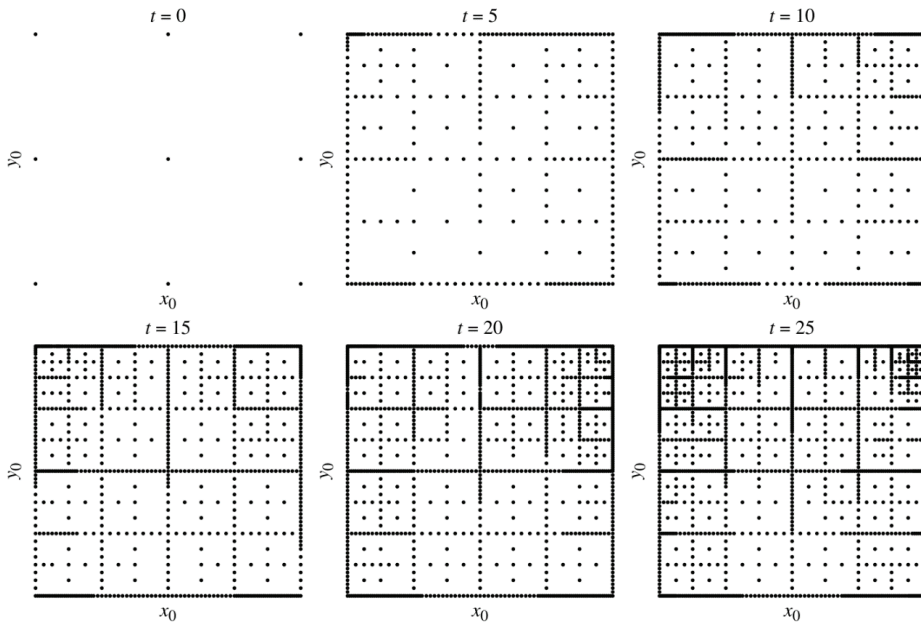 t = 0
t = 5
t = 10
y0
y0
y0
x0
x0
x0
t = 15
t = 20
t = 25
y0
y0
y0
x0
x0
x0